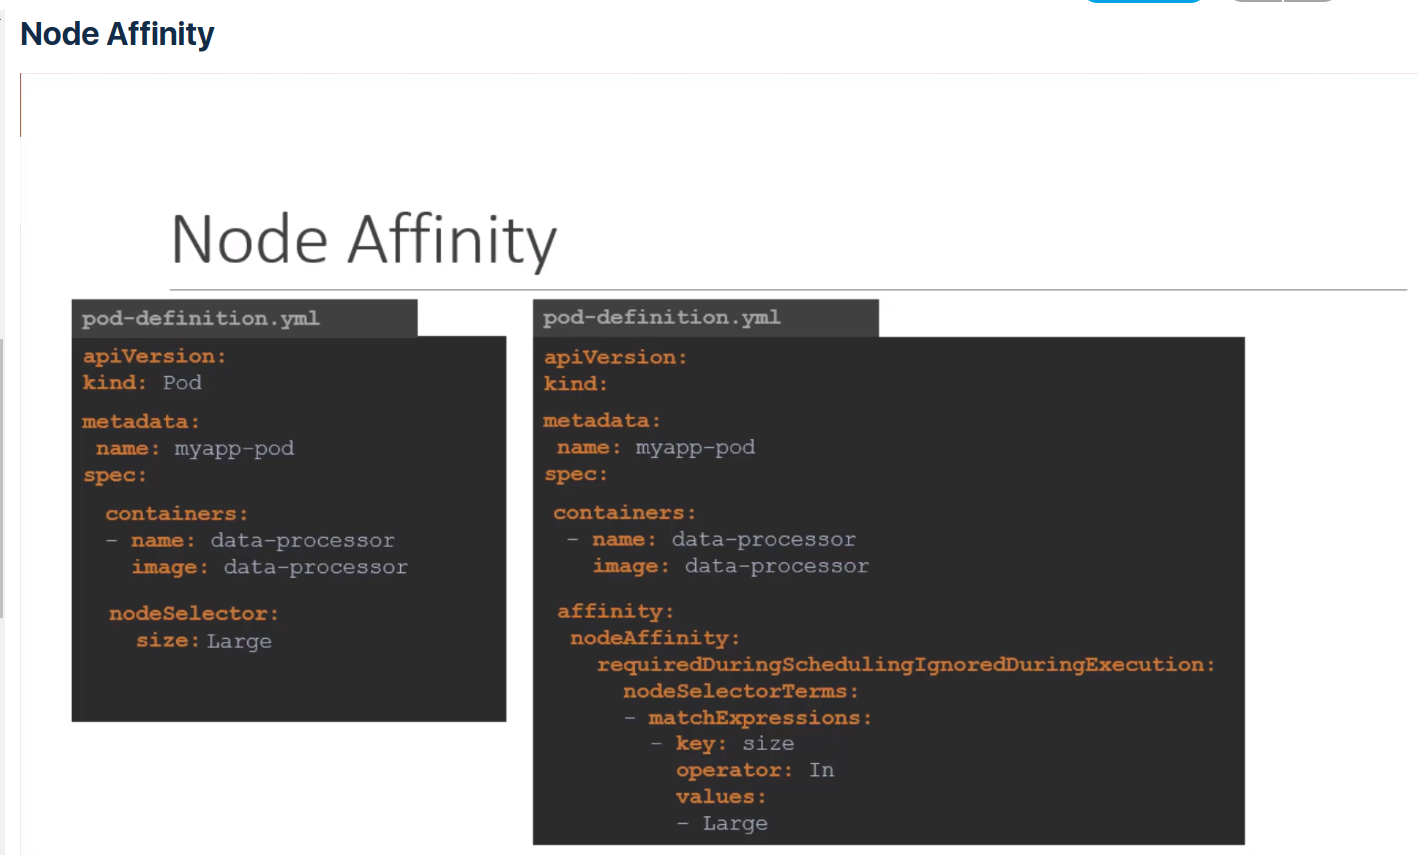 Node Affinity
Node Affinity
pod-definition.yml
apiVersion:
kind: Pod
metadata:
name: myapp-pod
spec:
containers:
- name: data-processor
image: data-processor
nodeSelector:
size: Large
pod-definition.yml
apiVersion:
kind:
metadata:
name: myapp-pod
spec:
containers:
- name: data-processor
image: data-processor
affinity:
nodeAffinity:
requiredDuringSchedulingIgnoredDuringExecution:
nodeSelectorTerms:
- matchExpressions:
- key: size
operator: In
values:
- Large